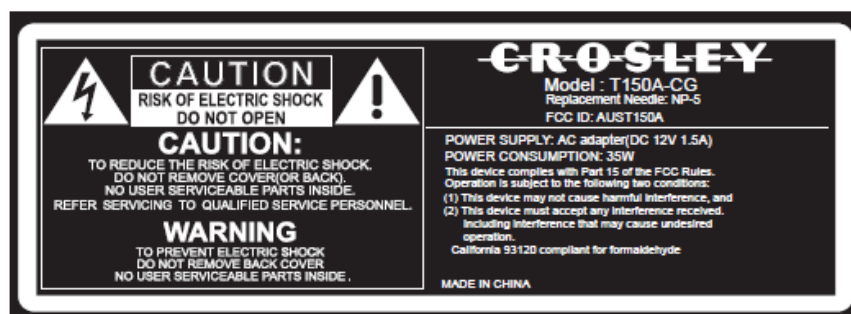 CAUTION
RISK OF ELECTRIC SHOCK
DO NOT OPEN
CAUTION:
TO REDUCE THE RISK OF ELECTRIC SHOCK.
DO NOT REMOVE COVER(OR BACK).
NO USER SERVICEABLE PARTS INSIDE.
REFER SERVICING TO QUALIFIED SERVICE PERSONNEL.
WARNING
TO PREVENT ELECTRIC SHOCK
DO NOT REMOVE BACK COVER
NO USER SERVICEABLE PARTS INSIDE.
CROSLEY
Model : T150A-CG
Replacement Needle: NP-5
FCC ID: AUST150A
POWER SUPPLY: AC adapter(DC 12V 1.5A)
POWER CONSUMPTION: 35W
This device complies with Part 15 of the FCC Rules.
Operation is subject to the following two conditions:
(1) This device may not cause harmful interference, and
(2) This device must accept any interference received.
including interference that may cause undesired
operation.
California 93120 compliant for formaldehyde
MADE IN CHINA